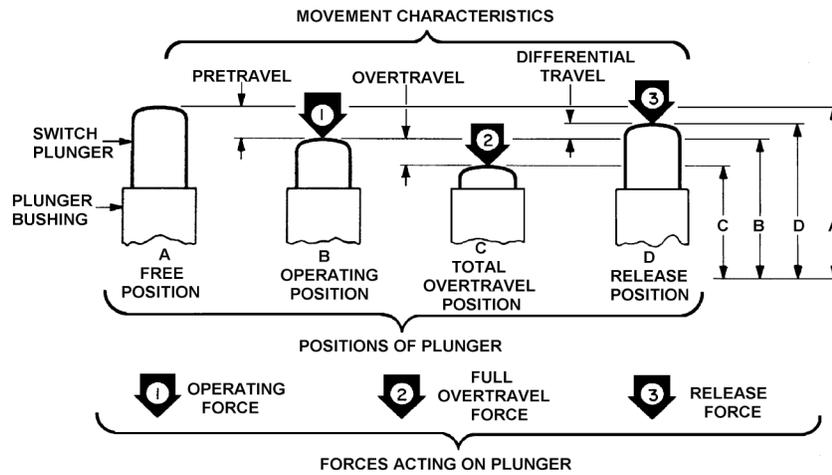 MOVEMENT CHARACTERISTICS
PRETRAVEL
OVERTRAVEL
DIFFERENTIAL
TRAVEL
1
2
3
SWITCH
PLUNGER
PLUNGER
BUSHING
A
FREE
POSITION
B
OPERATING
POSITION
C
TOTAL
OVERTRAVEL
POSITION
D
RELEASE
POSITION
C
B
D
A
POSITIONS OF PLUNGER
1
OPERATING
FORCE
2
FULL
OVERTRAVEL
FORCE
3
RELEASE
FORCE
FORCES ACTING ON PLUNGER